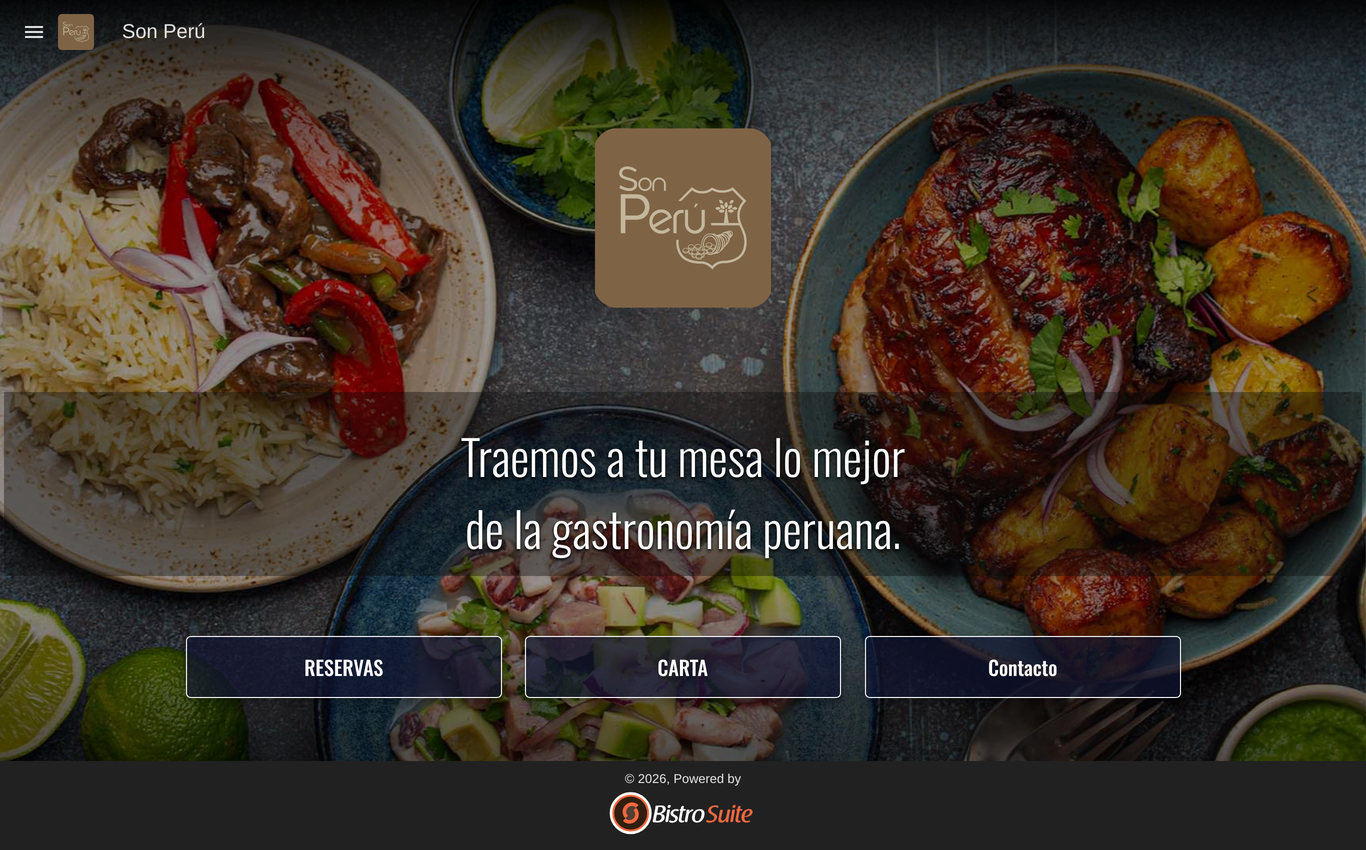 Son Perú
Son
Perú
Traemos a tu mesa lo mejor
de la gastronomía peruana.
RESERVAS
CARTA
Contacto
© 2026, Powered by
BistroSuite